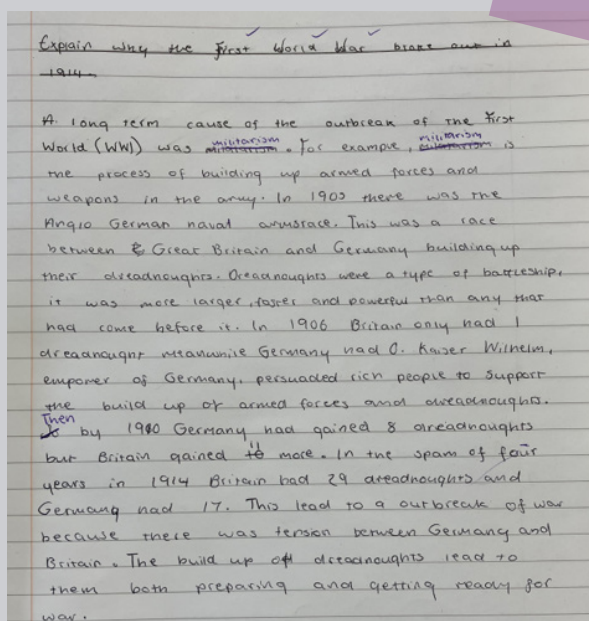 Explain why the First World War broke out in
1914.
A long term cause of the outbreak of the First
World (WWI) was militarism. For example, militarism is
the process of building up armed forces and
weapons in the army. In 1905 there was the
Anglo German naval armsrace. This was a race
between Great Britain and Germany building up
their dreadnoughts. Dreadnoughts were a type of battleship,
it was more larger, faster and powerful than any that
had come before it. In 1906 Britain only had 1
dreadnought meanwhile Germany had 0. Kaiser Wilhelm,
emporer of Germany, persuaded rich people to support
the build up of armed forces and dreadnoughts.
Then by 1910 Germany had gained 8 dreadnoughts
but Britain gained 11 more. In the spam of four
years in 1914 Britain had 29 dreadnoughts and
Germany had 17. This lead to a outbreak of war
because there was tension between Germany and
Britain. The build up of dreadnoughts lead to
them both preparing and getting ready for
war.